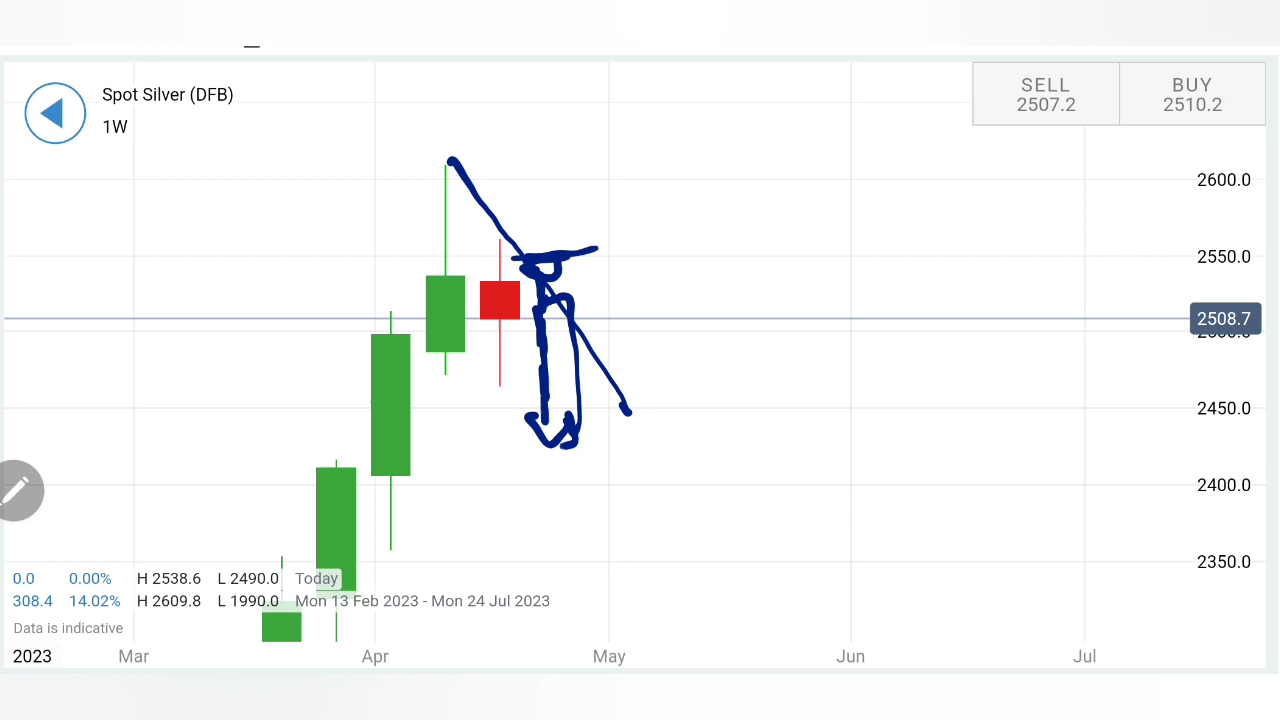 Spot Silver (DFB)
1W
SELL
2507.2
BUY
2510.2
2600.0
2550.0
2508.7
2450.0
2400.0
2350.0
0.0 0.00% H 2538.6 L 2490.0 Today
308.4 14.02% H 2609.8 L 1990.0 Mon 13 Feb 2023 - Mon 24 Jul 2023
Data is indicative
2023 Mar Apr May Jun Jul